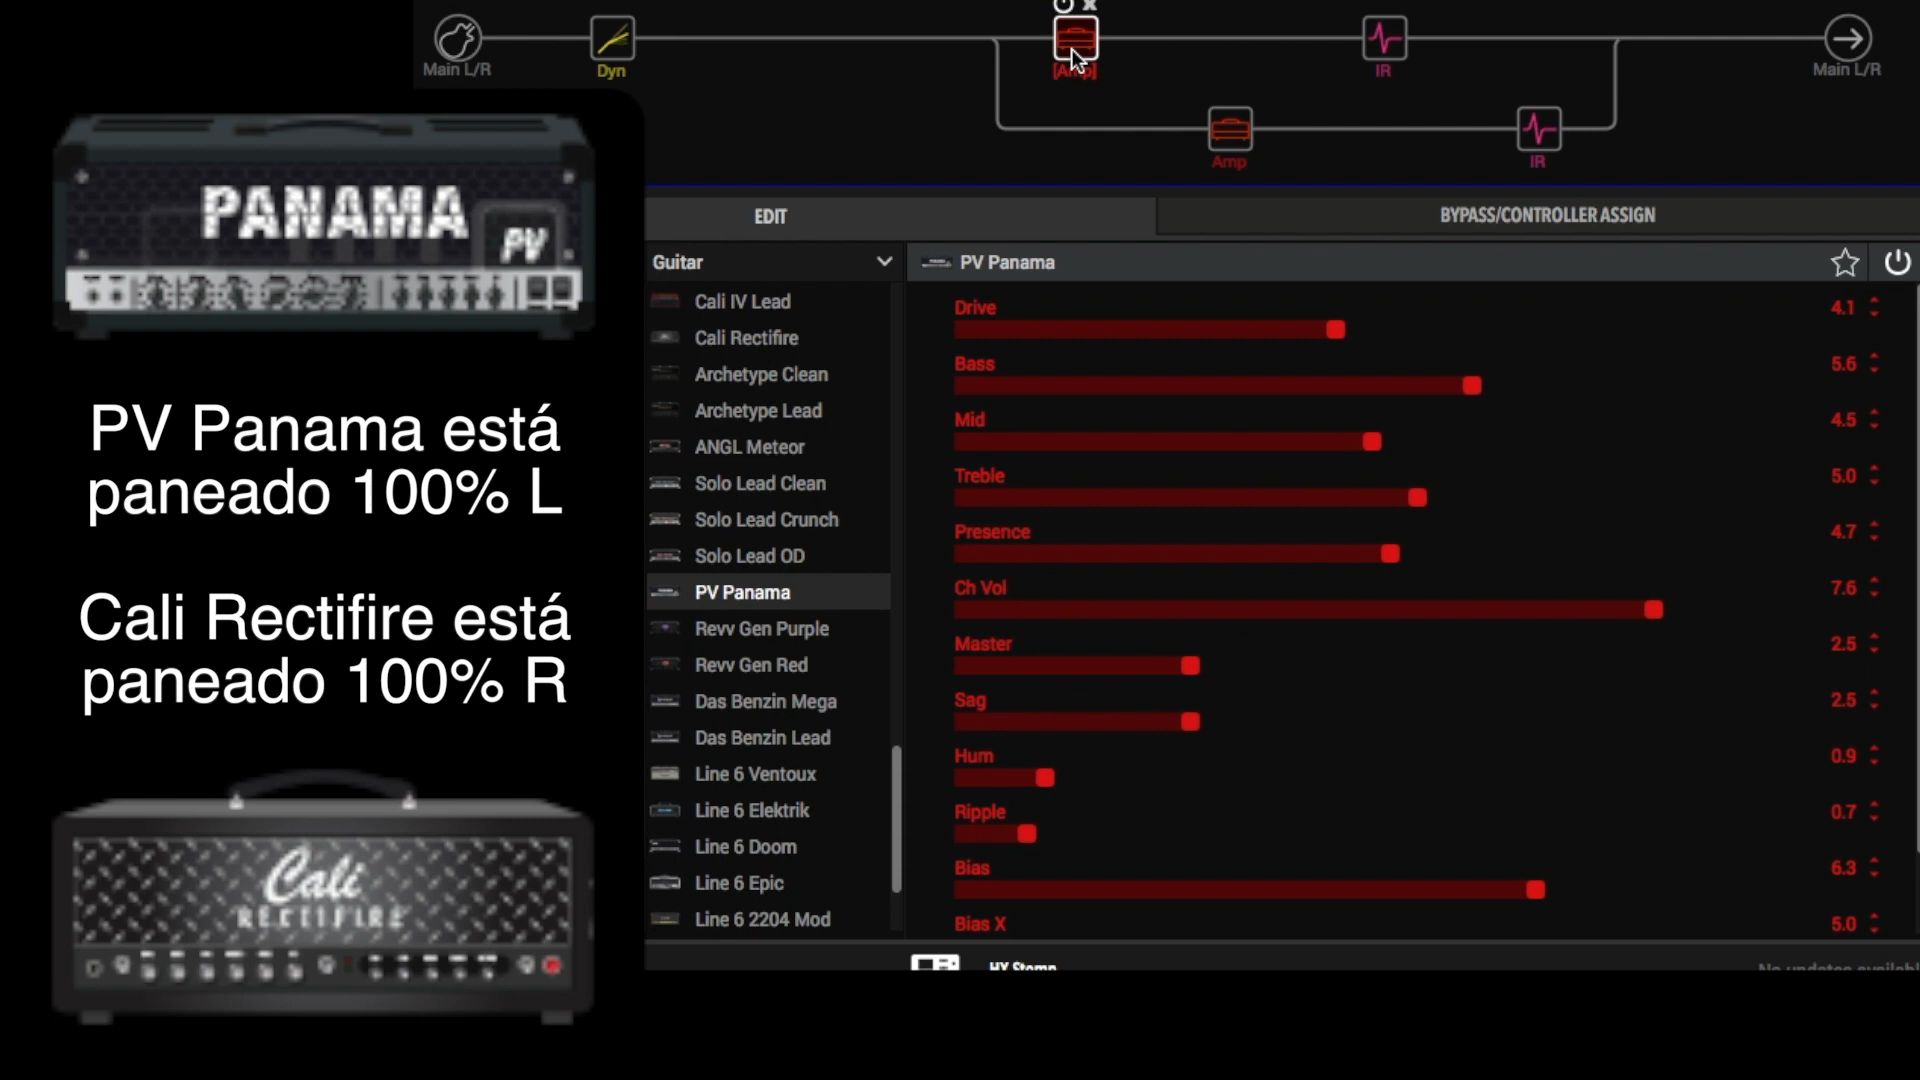 Main L/R
Dyn
[Amp]
IR
Main L/R
Amp
IR
PANAMA
PV
PV Panama está
paneado 100% L
Cali Rectifire está
paneado 100% R
Cali
RECTIFIRE
EDIT
BYPASS/CONTROLLER ASSIGN
Guitar
Cali IV Lead
Cali Rectifire
Archetype Clean
Archetype Lead
ANGL Meteor
Solo Lead Clean
Solo Lead Crunch
Solo Lead OD
PV Panama
Revv Gen Purple
Revv Gen Red
Das Benzin Mega
Das Benzin Lead
Line 6 Ventoux
Line 6 Elektrik
Line 6 Doom
Line 6 Epic
Line 6 2204 Mod
PV Panama
Drive 4.1
Bass 5.6
Mid 4.5
Treble 5.0
Presence 4.7
Ch Vol 7.6
Master 2.5
Sag 2.5
Hum 0.9
Ripple 0.7
Bias 6.3
Bias X 5.0
HX Stomp
No updates availabl